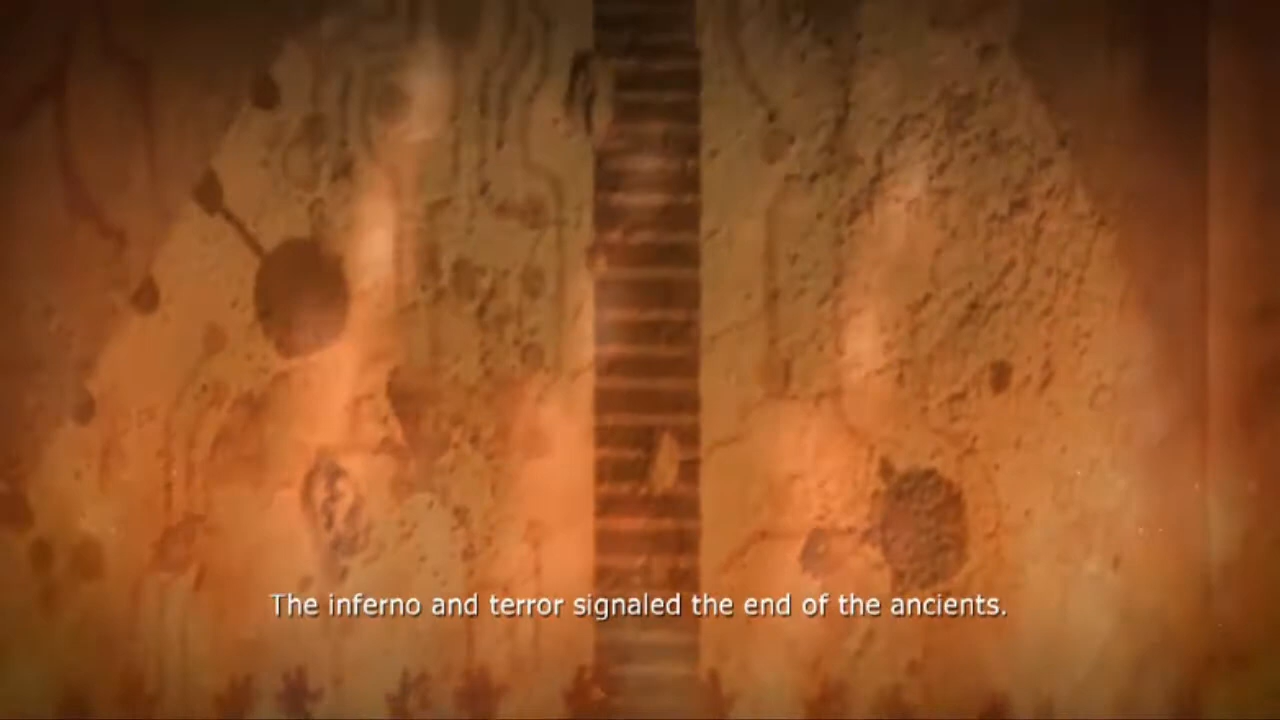 The inferno and terror signaled the end of the ancients.